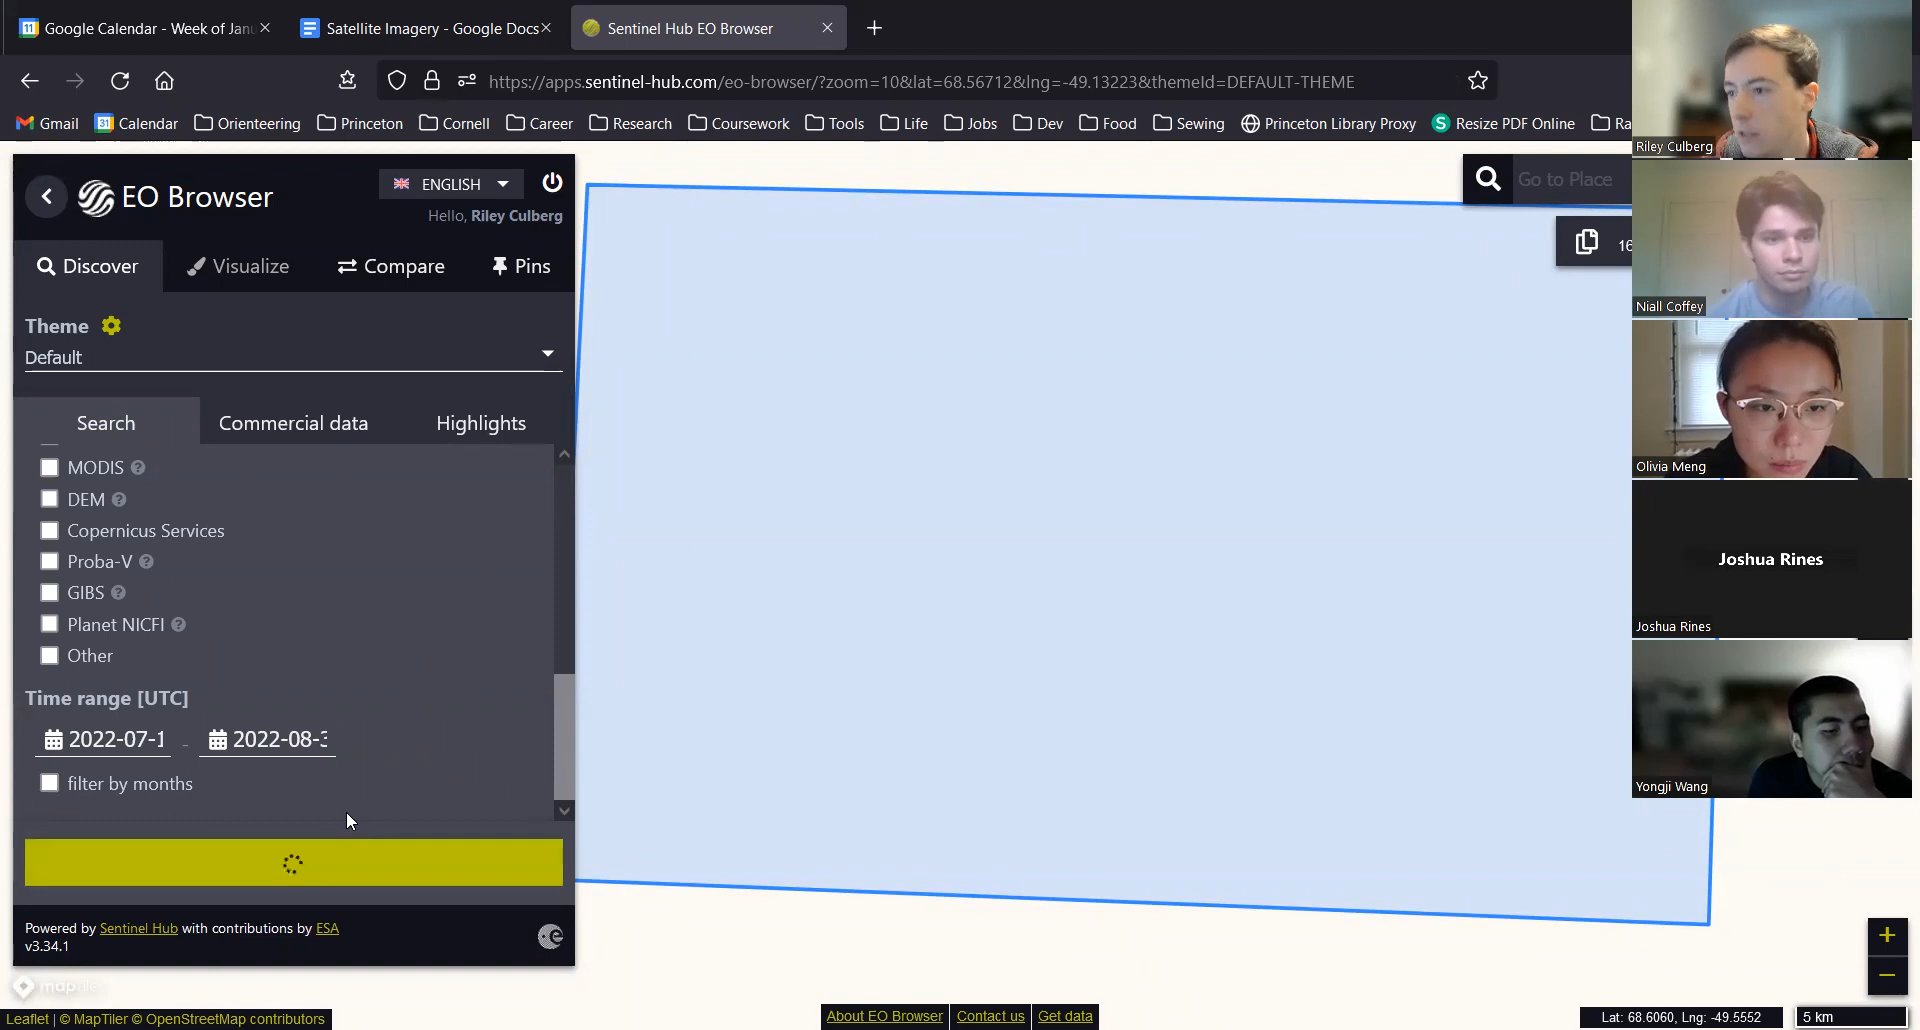 Google Calendar - Week of Janu
Satellite Imagery - Google Docs
Sentinel Hub EO Browser
https://apps.sentinel-hub.com/eo-browser/?zoom=10&lat=68.56712&lng=-49.13223&themeId=DEFAULT-THEME
Gmail
31 Calendar
Orienteering
Princeton
Cornell
Career
Research
Coursework
Tools
Life
Jobs
Dev
Food
Sewing
Princeton Library Proxy
S Resize PDF Online
Ra
EO Browser
ENGLISH
Hello, Riley Culberg
Discover
Visualize
Compare
Pins
Theme
Default
Search
Commercial data
Highlights
MODIS ?
DEM ?
Copernicus Services
Proba-V ?
GIBS ?
Planet NICFI ?
Other
Time range [UTC]
2022-07-1 - 2022-08-3
filter by months
Powered by Sentinel Hub with contributions by ESA
v3.34.1
maptiler
Leaflet | © MapTiler © OpenStreetMap contributors
About EO Browser
Contact us
Get data
Go to Place
16
Riley Culberg
Niall Coffey
Olivia Meng
Joshua Rines
Joshua Rines
Yongji Wang
+
−
Lat: 68.6060, Lng: -49.5552
5 km